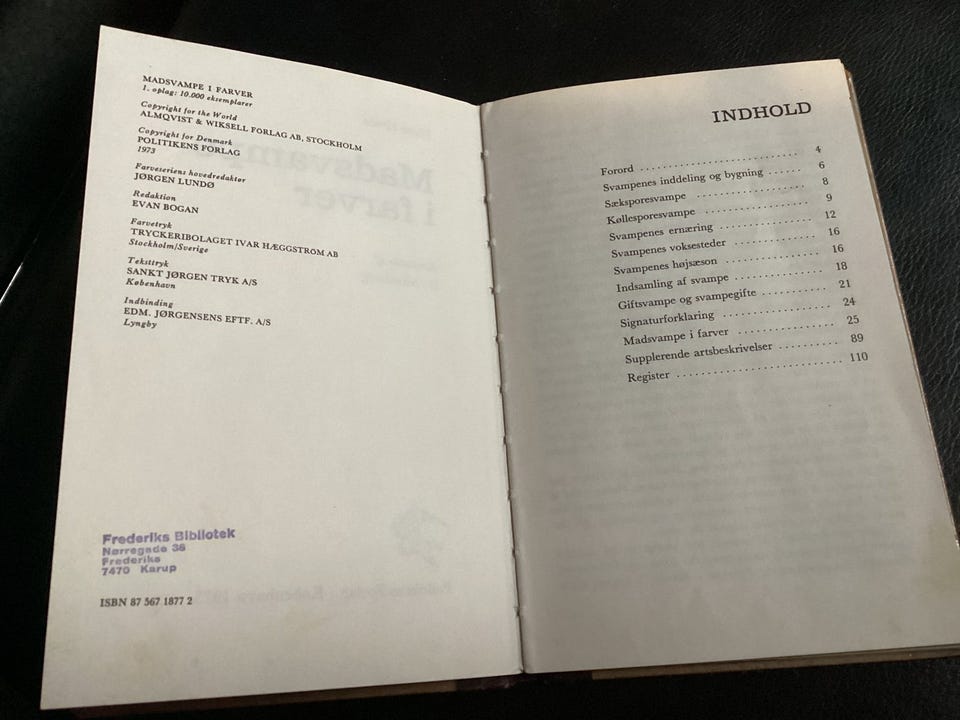 MADSVAMPE I FARVER
1. oplag: 10.000 eksemplarer
Copyright for the World
ALMQVIST & WIKSELL FORLAG AB, STOCKHOLM
Copyright for Denmark
POLITIKENS FORLAG
1973
Farveseriens hovedredaktør
JØRGEN LUNDØ
Redaktion
EVAN BOGAN
Farvetryk
TRYCKERIBOLAGET IVAR HÆGGSTRØM AB
Stockholm/Sverige
Teksttryk
SANKT JØRGEN TRYK A/S
København
Indbinding
EDM. JØRGENSENS EFTF. A/S
Lyngby
Frederiks Bibliotek
Nørregade 36
Frederiks
7470 Karup
ISBN 87 567 1877 2
INDHOLD
Forord 4
Svampenes inddeling og bygning 6
Sæksporesvampe 8
Køllesporesvampe 9
Svampenes ernæring 12
Svampenes voksesteder 16
Svampenes højsæson 16
Indsamling af svampe 18
Giftsvampe og svampegifte 21
Signaturforklaring 24
Madsvampe i farver 25
Supplerende artsbeskrivelser 89
Register 110